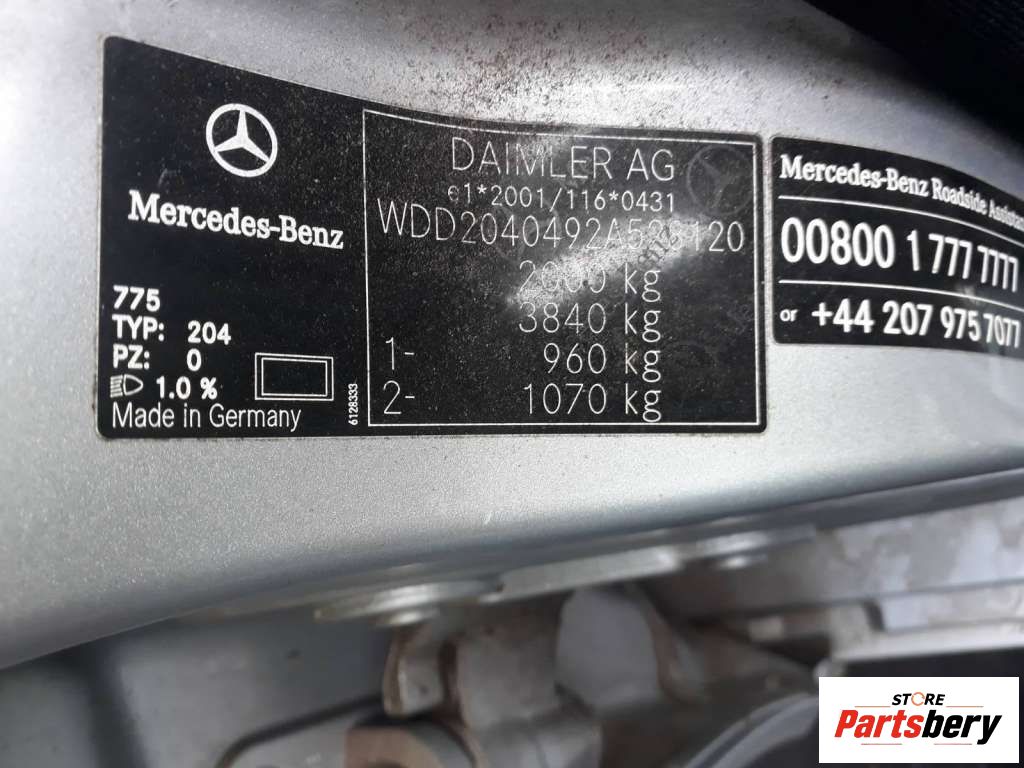 Mercedes-Benz
775
TYP: 204
PZ: 0
1.0 %
Made in Germany
6128333
DAIMLER AG
e1*2001/116*0431
2000 kg
3840 kg
1- 960 kg
2- 1070 kg
Mercedes-Benz Roadside
00800 1 777 7777
or +44 207 975 7077
STORE
Partsbery